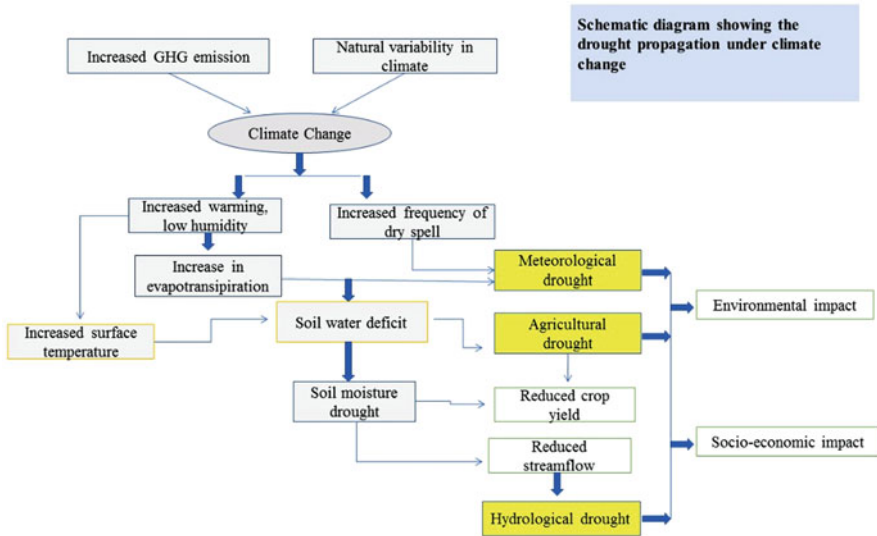 Schematic diagram showing the
drought propagation under climate
change
Increased GHG emission
Natural variability in
climate
Climate Change
Increased warming,
low humidity
Increased frequency of
dry spell
Increase in
evapotransipiration
Meteorological
drought
Environmental impact
Increased surface
temperature
Soil water deficit
Agricultural
drought
Soil moisture
drought
Reduced crop
yield
Reduced
streamflow
Socio-economic impact
Hydrological drought